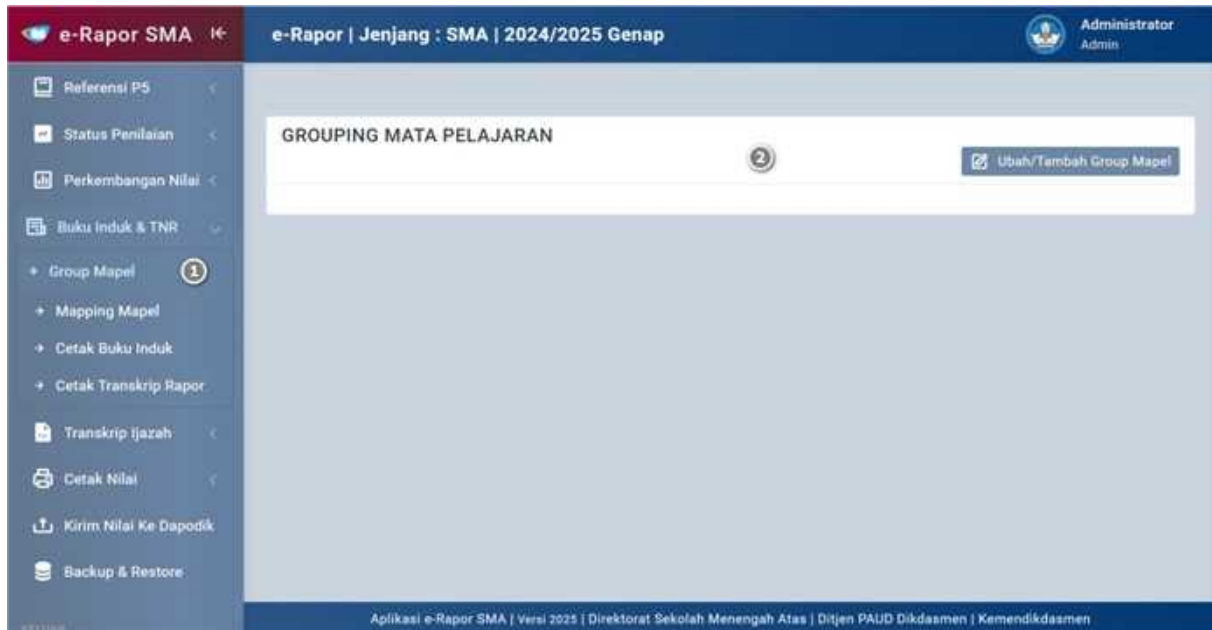 e-Rapor SMA
e-Rapor | Jenjang : SMA | 2024/2025 Genap
Administrator
Admin
Referensi P5
Status Penilaian
Perkembangan Nilai
Buku Induk & TNR
Group Mapel
1
Mapping Mapel
Cetak Buku Induk
Cetak Transkrip Rapor
Transkrip Ijazah
Cetak Nilai
Kirim Nilai Ke Dapodik
Backup & Restore
GROUPING MATA PELAJARAN
2
Ubah/Tambah Group Mapel
Aplikasi e-Rapor SMA | Versi 2025 | Direktorat Sekolah Menengah Atas | Ditjen PAUD Dikdasmen | Kemendikdasmen